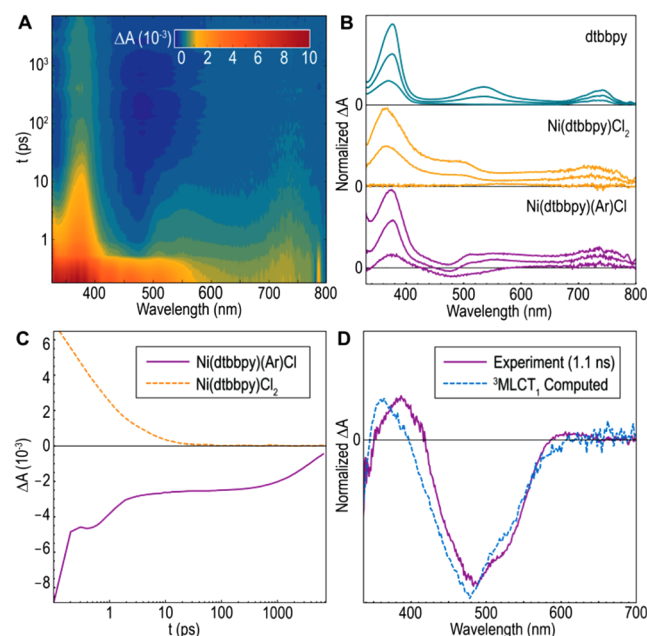 A
ΔA (10⁻³)
0 2 4 6 8 10
10³
10²
10
1
t (ps)
400 500 600 700 800
Wavelength (nm)
B
dtbbpy
0
Ni(dtbbpy)Cl₂
0
Ni(dtbbpy)(Ar)Cl
0
Normalized ΔA
400 500 600 700 800
Wavelength (nm)
C
Ni(dtbbpy)(Ar)Cl
Ni(dtbbpy)Cl₂
6
4
2
0
−2
−4
−6
−8
ΔA (10⁻³)
1 10 100 1000
t (ps)
D
Experiment (1.1 ns)
³MLCT₁ Computed
0
Normalized ΔA
400 500 600 700
Wavelength (nm)